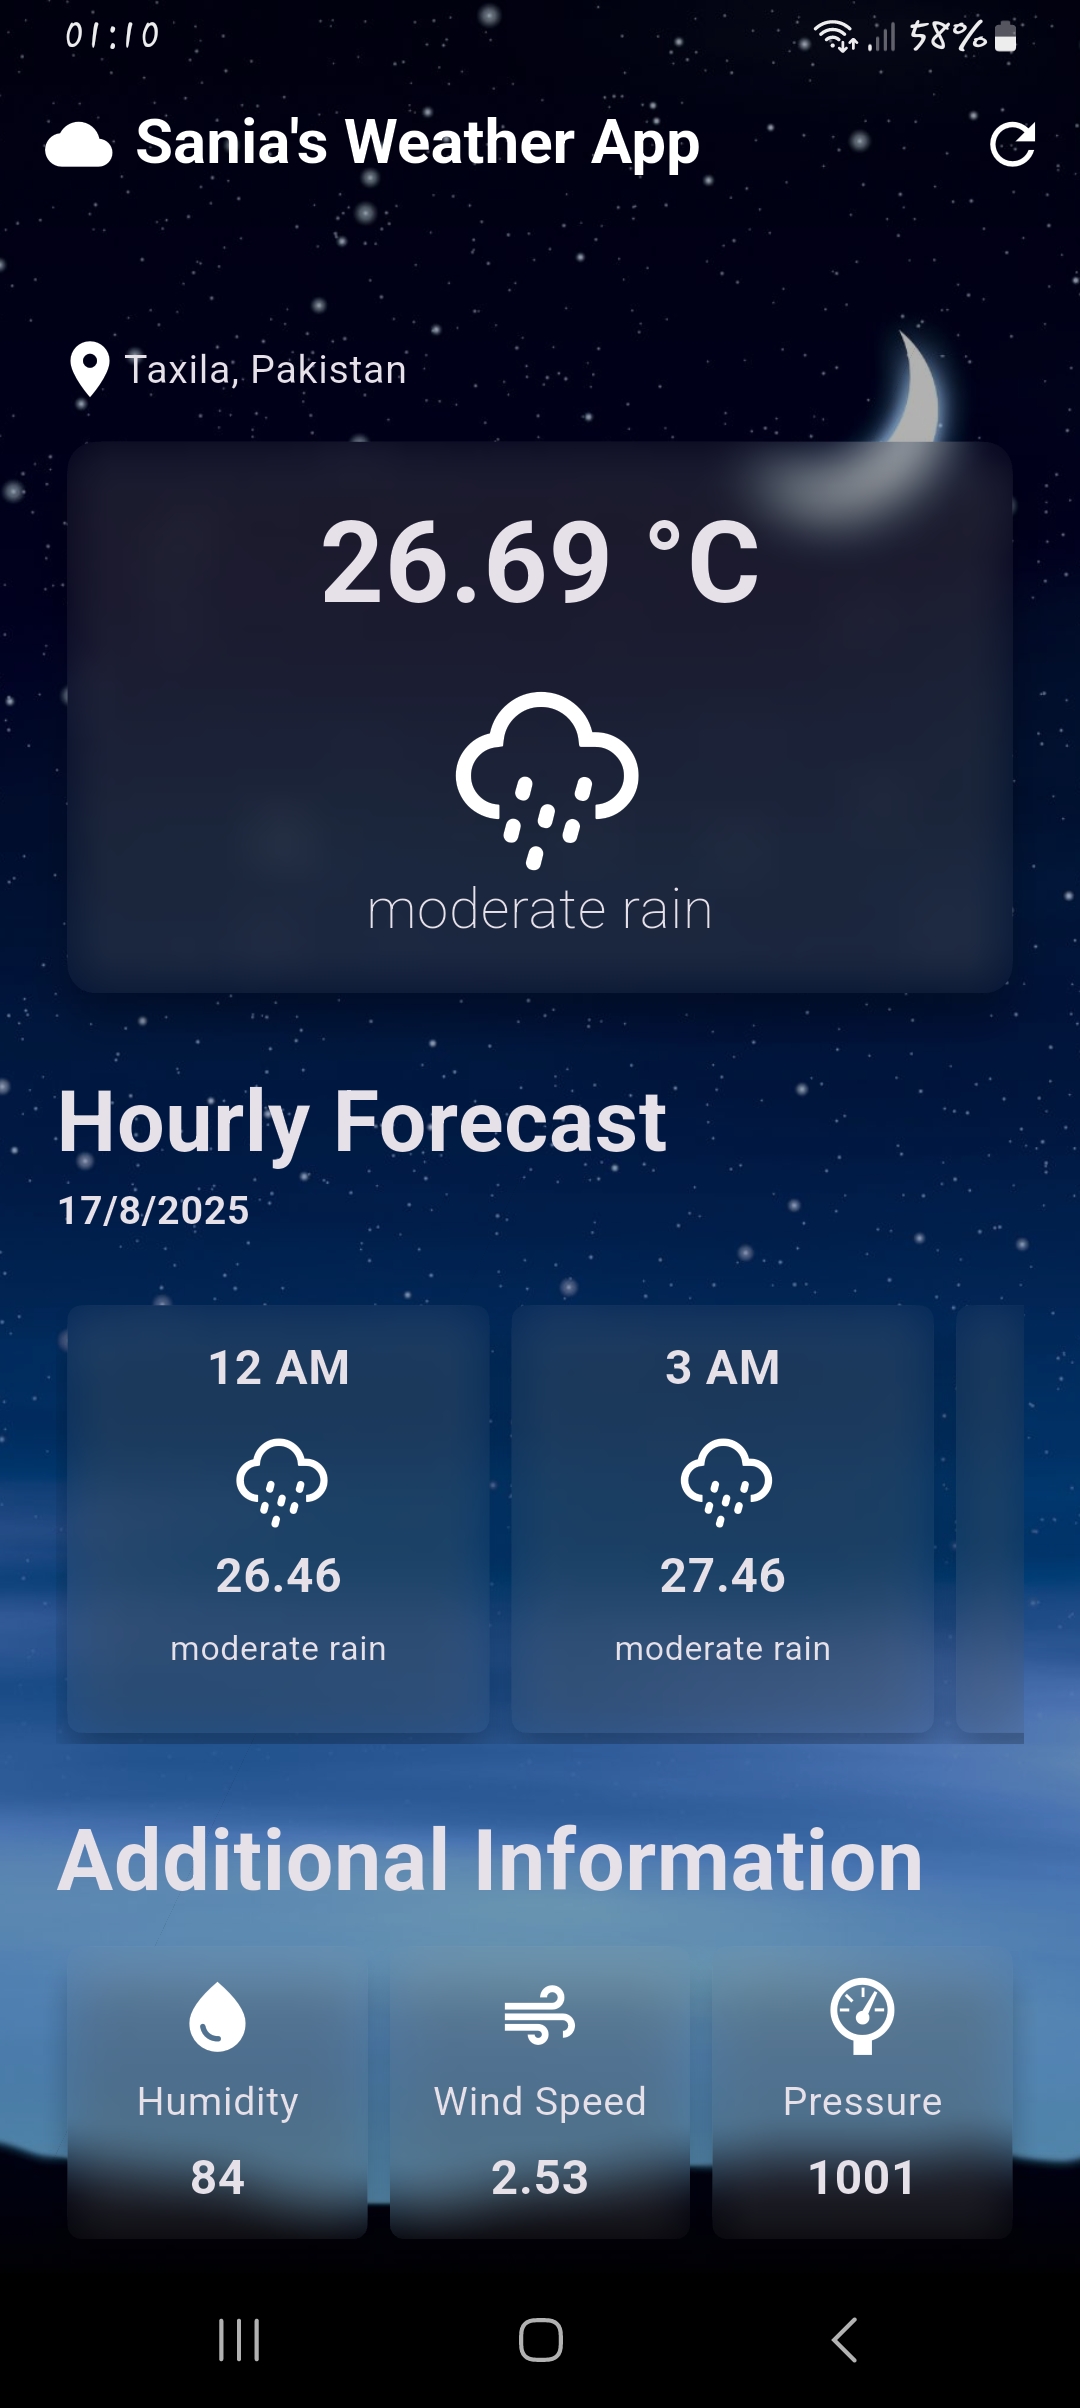 01:10 58%
Sania's Weather App
Taxila, Pakistan
26.69 °C
moderate rain
Hourly Forecast
17/8/2025
12 AM 3 AM
26.46 27.46
moderate rain moderate rain
Additional Information
Humidity Wind Speed Pressure
84 2.53 1001